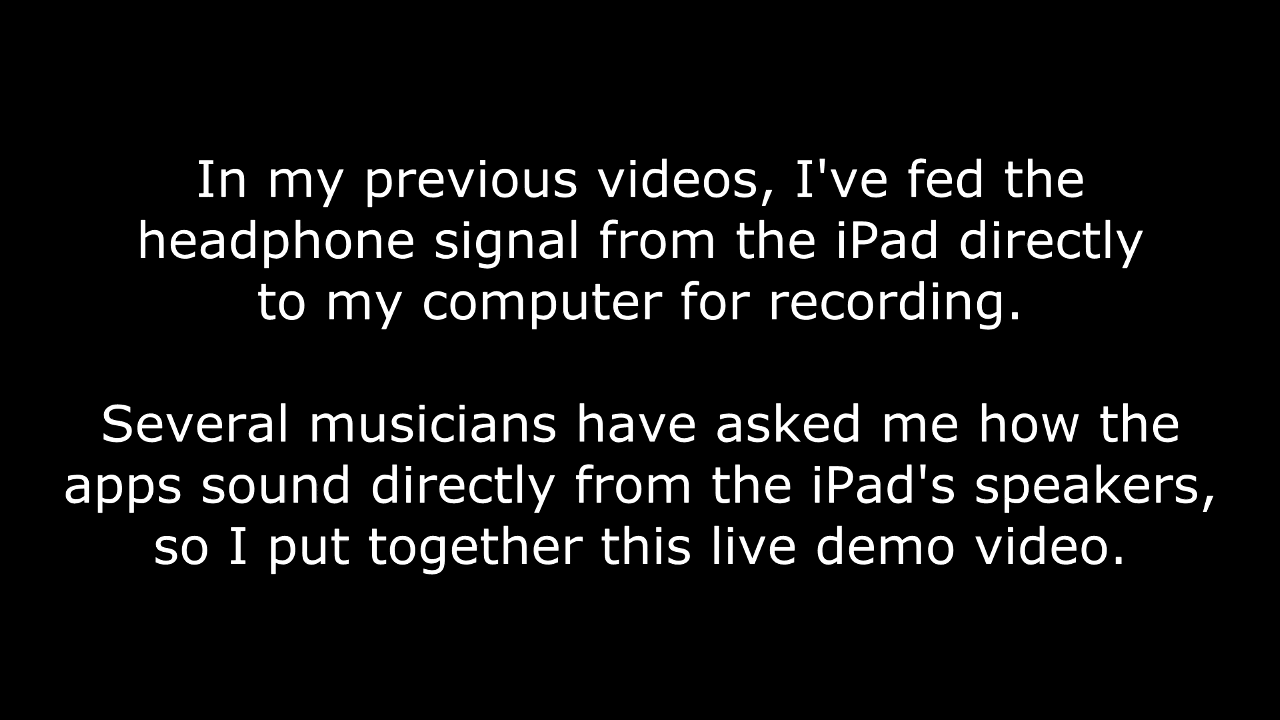 In my previous videos, I've fed the
headphone signal from the iPad directly
to my computer for recording.
Several musicians have asked me how the
apps sound directly from the iPad's speakers,
so I put together this live demo video.